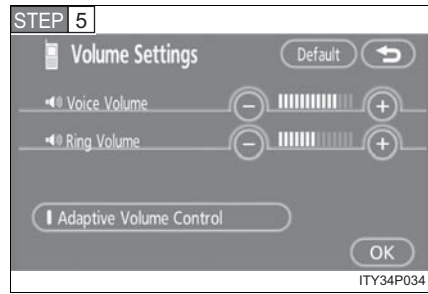 STEP 5
Volume Settings
Default
Voice Volume
Ring Volume
Adaptive Volume Control
OK
ITY34P034